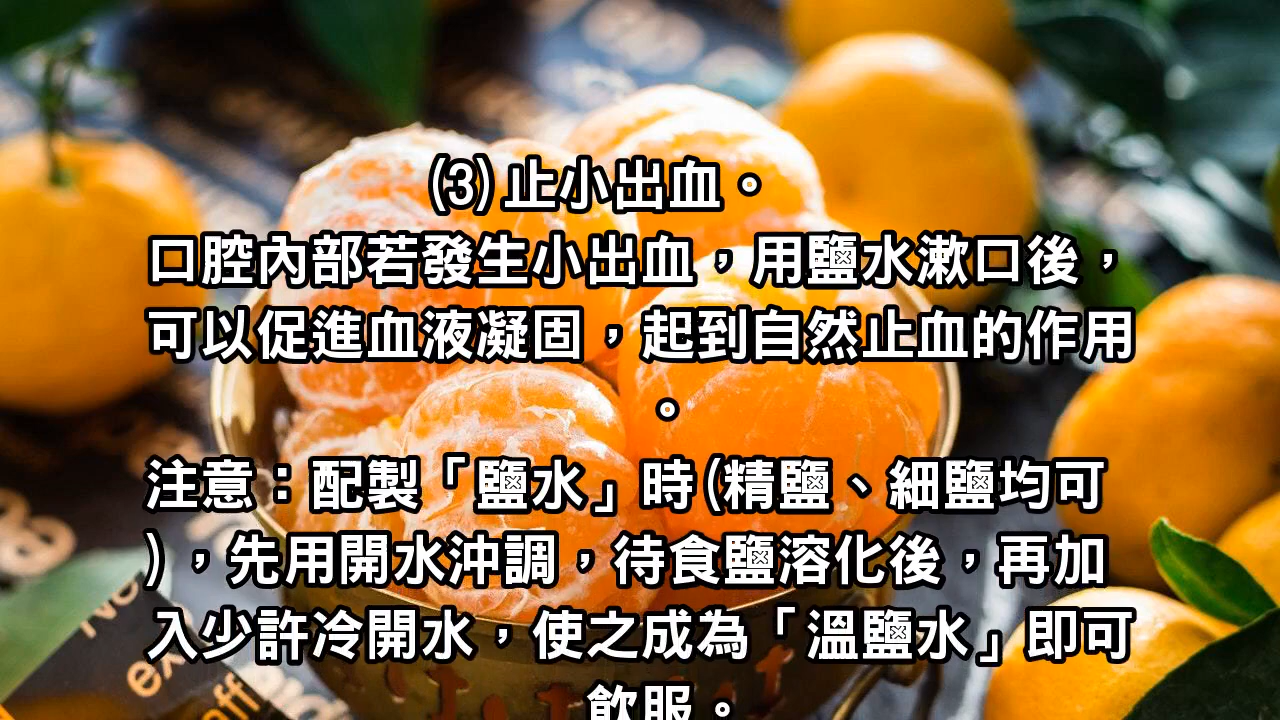 (3)止小出血。
口腔內部若發生小出血，用鹽水漱口後，
可以促進血液凝固，起到自然止血的作用
。
注意：配製「鹽水」時(精鹽、細鹽均可
)，先用開水沖調，待食鹽溶化後，再加
入少許冷開水，使之成為「溫鹽水」即可
飲服。